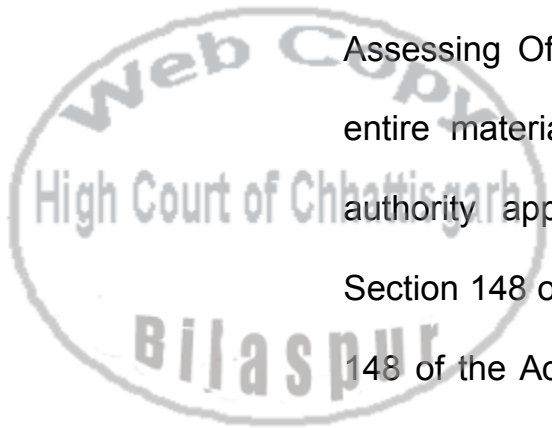 Web Copy
High Court of Chhattisgarh
Bilaspur
Assessing Of
entire materia
authority app
Section 148 o
148 of the Ac